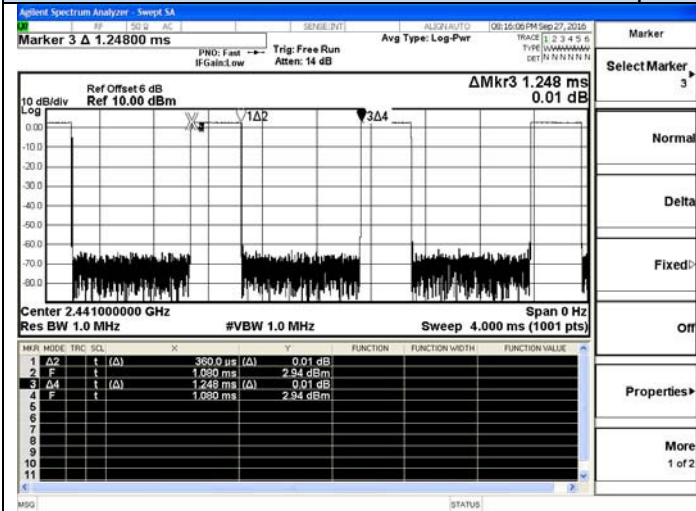 Agilent Spectrum Analyzer - Swept SA
RF 50 Ω AC SENSE:INT ALIGN AUTO 08:16:06 PM Sep 27, 2016
Marker 3 Δ 1.24800 ms
PNO: Fast
IFGain:Low
Trig: Free Run
Atten: 14 dB
Avg Type: Log-Pwr
TRACE 1 2 3 4 5 6
TYPE WWWWWW
DET N N N N N N
Ref Offset 6 dB
Ref 10.00 dBm
10 dB/div
Log
ΔMkr3 1.248 ms
0.01 dB
1Δ2
3Δ4
0.00
-10.0
-20.0
-30.0
-40.0
-50.0
-60.0
-70.0
-80.0
Center 2.441000000 GHz
Span 0 Hz
Res BW 1.0 MHz
#VBW 1.0 MHz
Sweep 4.000 ms (1001 pts)
MKR MODE TRC SCL X Y FUNCTION FUNCTION WIDTH FUNCTION VALUE
1 Δ2 t (Δ) 360.0 µs (Δ) 0.01 dB
2 F t 1.080 ms 2.94 dBm
3 Δ4 t (Δ) 1.248 ms (Δ) 0.01 dB
4 F t 1.080 ms 2.94 dBm
5
6
7
8
9
10
11
MSG
STATUS
Marker
Select Marker
3
Normal
Delta
Fixed
Off
Properties
More
1 of 2